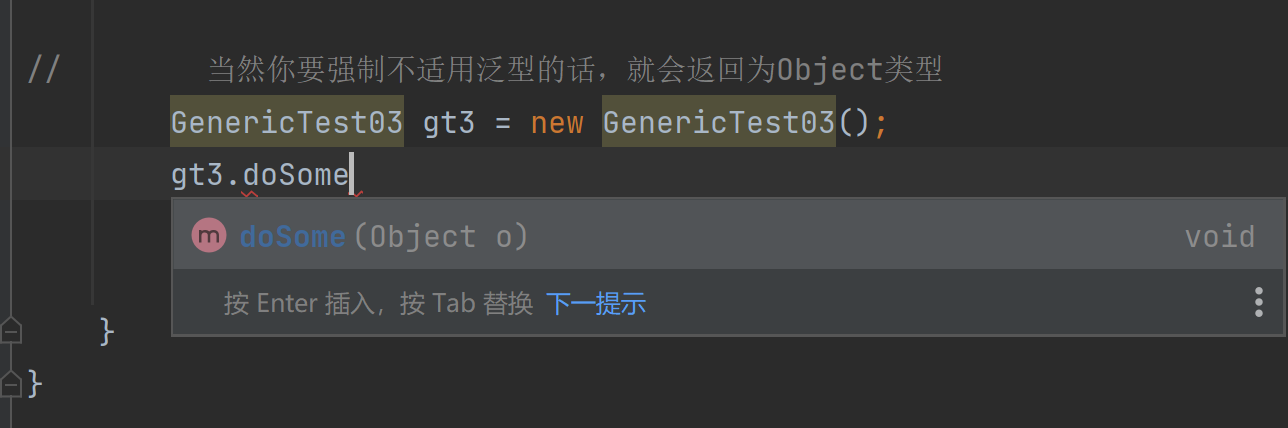 // 当然你要强制不适用泛型的话，就会返回为Object类型
GenericTest03 gt3 = new GenericTest03();
gt3.doSome
m doSome(Object o) void
按 Enter 插入，按 Tab 替换 下一提示
}
}